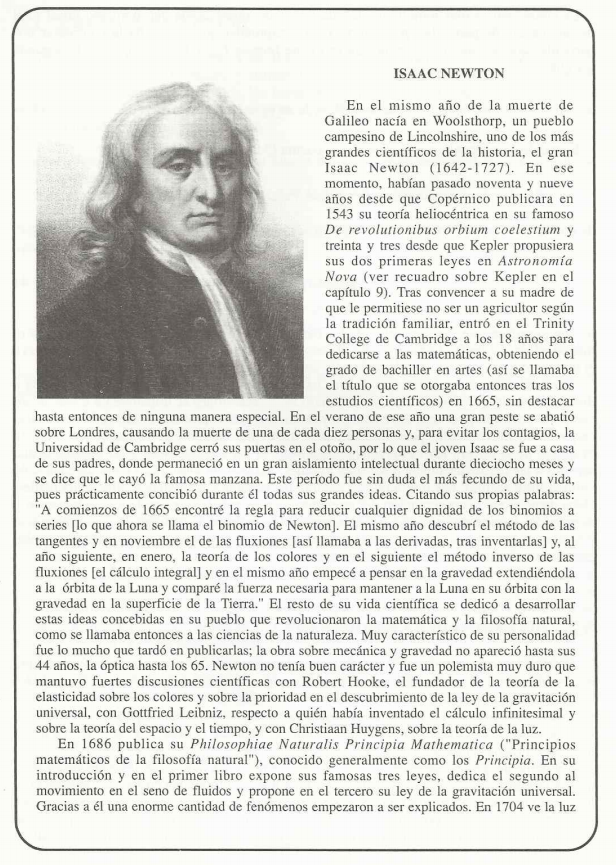 ISAAC NEWTON
En el mismo año de la muerte de
Galileo nacía en Woolsthorp, un pueblo
campesino de Lincolnshire, uno de los más
grandes científicos de la historia, el gran
Isaac Newton (1642-1727). En ese
momento, habían pasado noventa y nueve
años desde que Copérnico publicara en
1543 su teoría heliocéntrica en su famoso
De revolutionibus orbium coelestium y
treinta y tres desde que Kepler propusiera
sus dos primeras leyes en Astronomía
Nova (ver recuadro sobre Kepler en el
capítulo 9). Tras convencer a su madre de
que le permitiese no ser un agricultor según
la tradición familiar, entró en el Trinity
College de Cambridge a los 18 años para
dedicarse a las matemáticas, obteniendo el
grado de bachiller en artes (así se llamaba
el título que se otorgaba entonces tras los
estudios científicos) en 1665, sin destacar
hasta entonces de ninguna manera especial. En el verano de ese año una gran peste se abatió
sobre Londres, causando la muerte de una de cada diez personas y, para evitar los contagios, la
Universidad de Cambridge cerró sus puertas en el otoño, por lo que el joven Isaac se fue a casa
de sus padres, donde permaneció en un gran aislamiento intelectual durante dieciocho meses y
se dice que le cayó la famosa manzana. Este período fue sin duda el más fecundo de su vida,
pues prácticamente concibió durante él todas sus grandes ideas. Citando sus propias palabras:
"A comienzos de 1665 encontré la regla para reducir cualquier dignidad de los binomios a
series [lo que ahora se llama el binomio de Newton]. El mismo año descubrí el método de las
tangentes y en noviembre el de las fluxiones [así llamaba a las derivadas, tras inventarlas] y, al
año siguiente, en enero, la teoría de los colores y en el siguiente el método inverso de las
fluxiones [el cálculo integral] y en el mismo año empecé a pensar en la gravedad extendiéndola
a la órbita de la Luna y comparé la fuerza necesaria para mantener a la Luna en su órbita con la
gravedad en la superficie de la Tierra." El resto de su vida científica se dedicó a desarrollar
estas ideas concebidas en su pueblo que revolucionaron la matemática y la filosofía natural,
como se llamaba entonces a las ciencias de la naturaleza. Muy característico de su personalidad
fue lo mucho que tardó en publicarlas; la obra sobre mecánica y gravedad no apareció hasta sus
44 años, la óptica hasta los 65. Newton no tenía buen carácter y fue un polemista muy duro que
mantuvo fuertes discusiones científicas con Robert Hooke, el fundador de la teoría de la
elasticidad sobre los colores y sobre la prioridad en el descubrimiento de la ley de la gravitación
universal, con Gottfried Leibniz, respecto a quién había inventado el cálculo infinitesimal y
sobre la teoría del espacio y el tiempo, y con Christiaan Huygens, sobre la teoría de la luz.
En 1686 publica su Philosophiae Naturalis Principia Mathematica ("Principios
matemáticos de la filosofía natural"), conocido generalmente como los Principia. En su
introducción y en el primer libro expone sus famosas tres leyes, dedica el segundo al
movimiento en el seno de fluidos y propone en el tercero su ley de la gravitación universal.
Gracias a él una enorme cantidad de fenómenos empezaron a ser explicados. En 1704 ve la luz